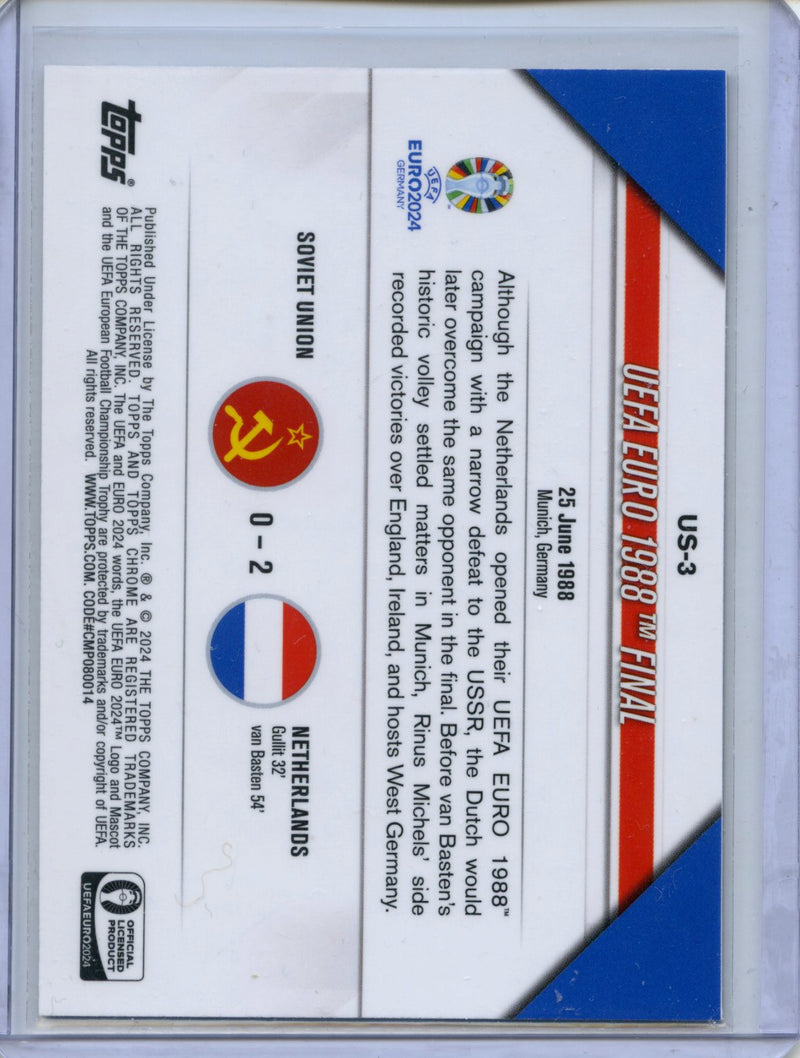 US-3
UEFA EURO 1988™ FINAL
25 June 1988
Munich, Germany
UEFA
EURO2024
GERMANY
Although the Netherlands opened their UEFA EURO 1988™
campaign with a narrow defeat to the USSR, the Dutch would
later overcome the same opponent in the final. Before van Basten's
historic volley settled matters in Munich, Rinus Michels' side
recorded victories over England, Ireland, and hosts West Germany.
SOVIET UNION
0 – 2
NETHERLANDS
Gullit 32'
van Basten 54'
topps®
Published Under License by The Topps Company, Inc. ® & © 2024 THE TOPPS COMPANY, INC.
ALL RIGHTS RESERVED. TOPPS AND TOPPS CHROME ARE REGISTERED TRADEMARKS
OF THE TOPPS COMPANY, INC. The UEFA and EURO 2024 words, the UEFA EURO 2024™ Logo and Mascot
and the UEFA European Football Championship Trophy are protected by trademarks and/or copyright of UEFA.
All rights reserved. WWW.TOPPS.COM. CODE#CMP080014
OFFICIAL
LICENSED
PRODUCT
UEFAEURO2024